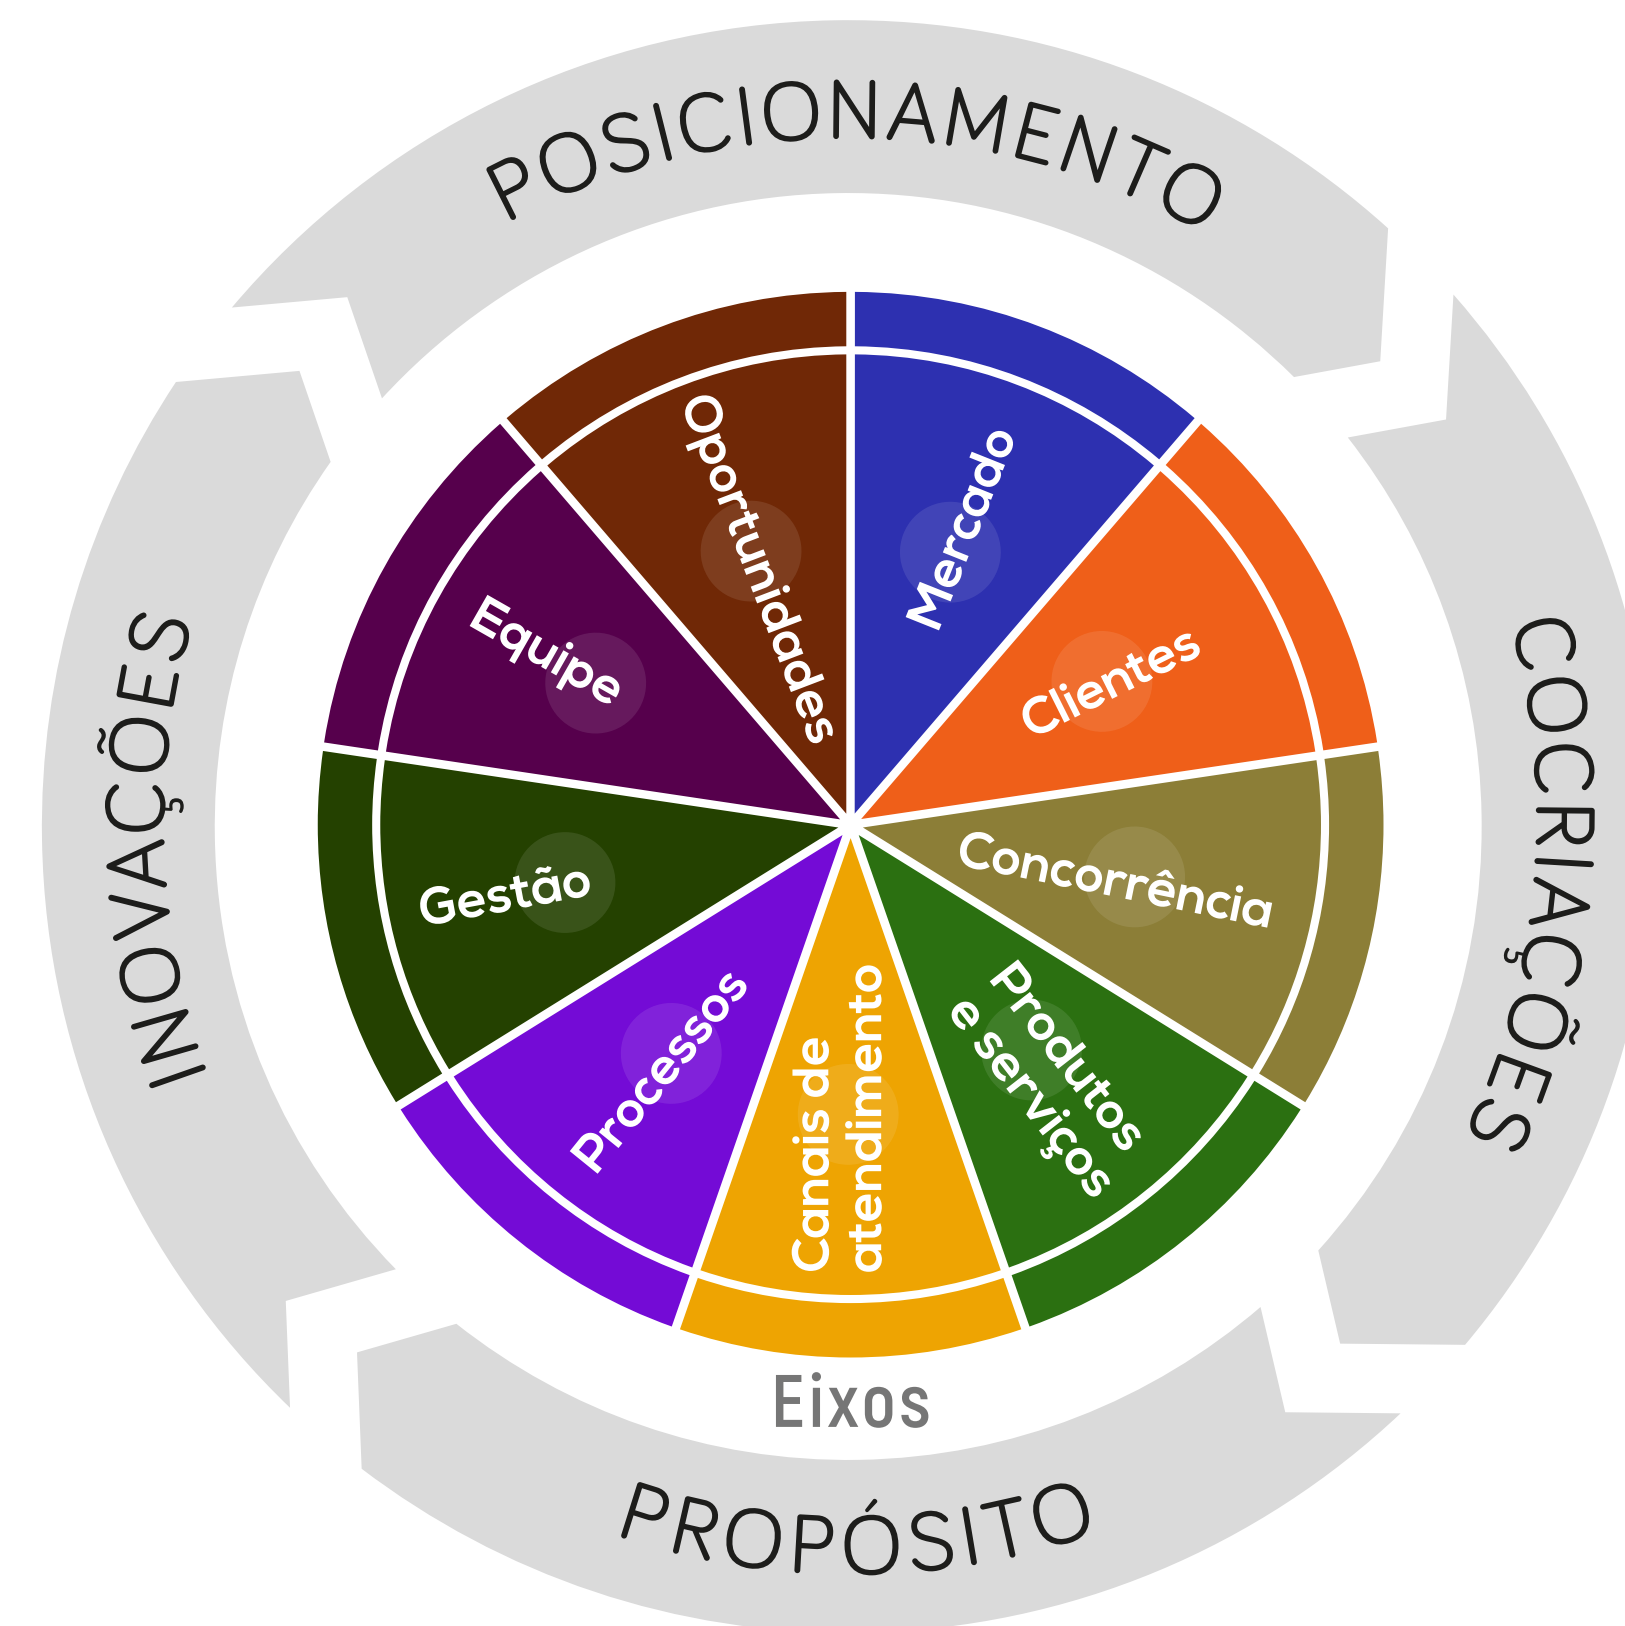 POSICIONAMENTO
COCRIAÇÕES
PROPÓSITO
INOVAÇÕES
Mercado
Clientes
Concorrência
Produtos
e serviços
Canais de
atendimento
Processos
Gestão
Equipe
Oportunidades
Eixos